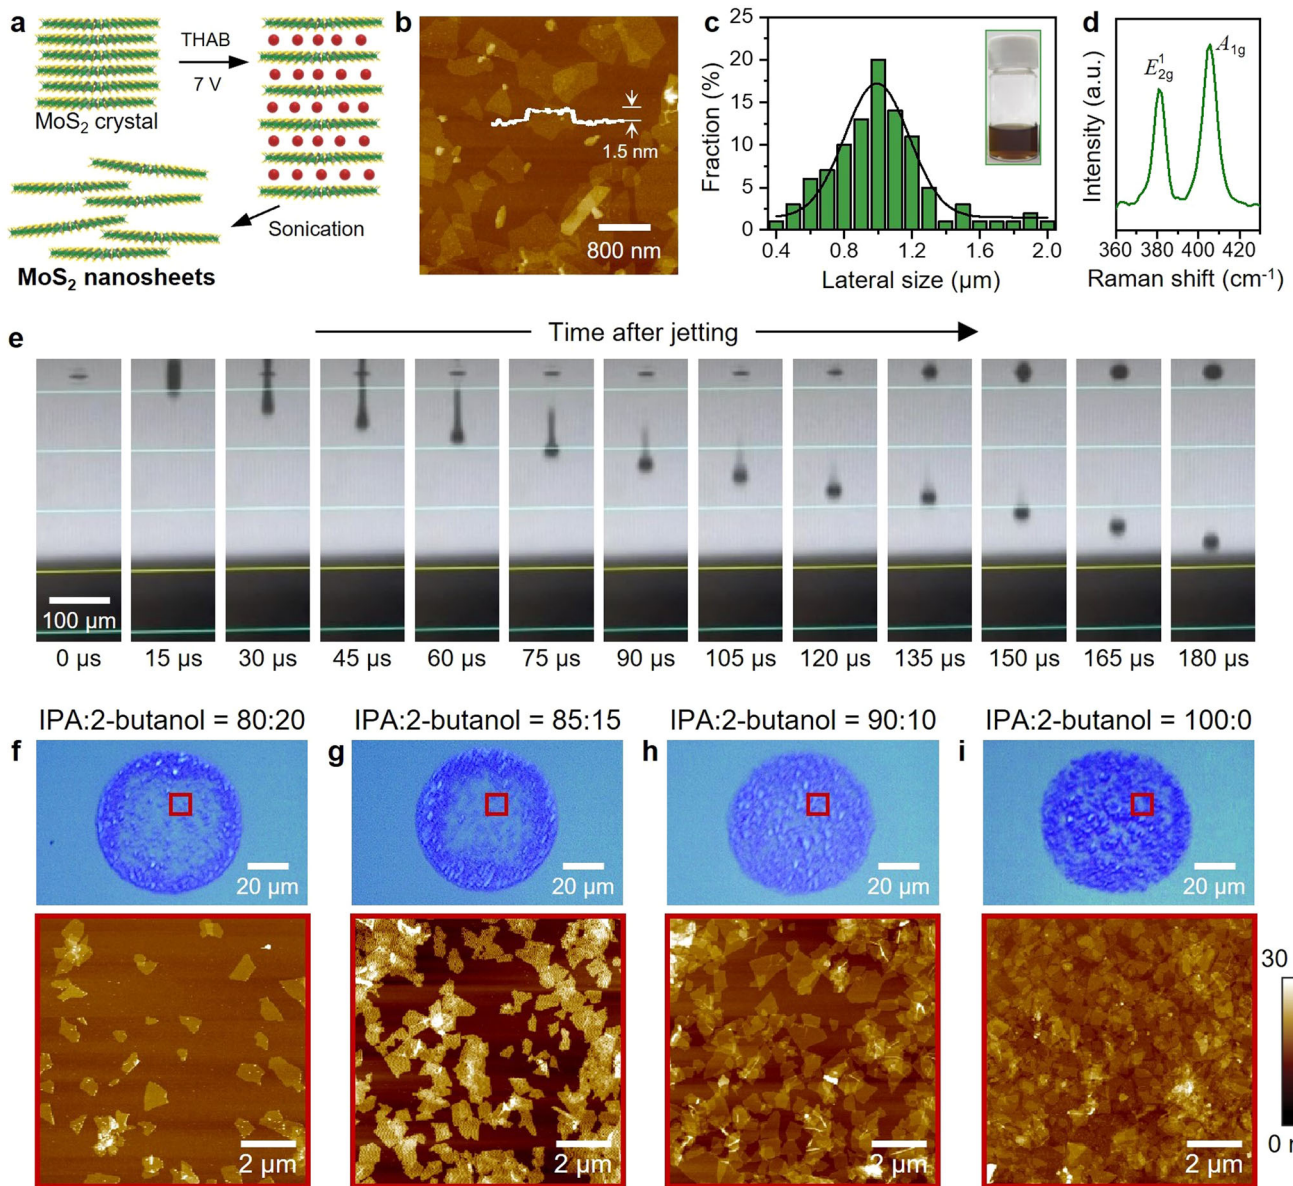 a
THAB
7 V
MoS₂ crystal
Sonication
MoS₂ nanosheets
b
1.5 nm
800 nm
c
Fraction (%)
25
20
15
10
5
0
0.4 0.8 1.2 1.6 2.0
Lateral size (µm)
d
Intensity (a.u.)
E¹₂g
A₁g
360 380 400 420
Raman shift (cm⁻¹)
e
Time after jetting
100 µm
0 µs 15 µs 30 µs 45 µs 60 µs 75 µs 90 µs 105 µs 120 µs 135 µs 150 µs 165 µs 180 µs
IPA:2-butanol = 80:20
f
20 µm
2 µm
IPA:2-butanol = 85:15
g
20 µm
2 µm
IPA:2-butanol = 90:10
h
20 µm
2 µm
IPA:2-butanol = 100:0
i
20 µm
2 µm
30
0